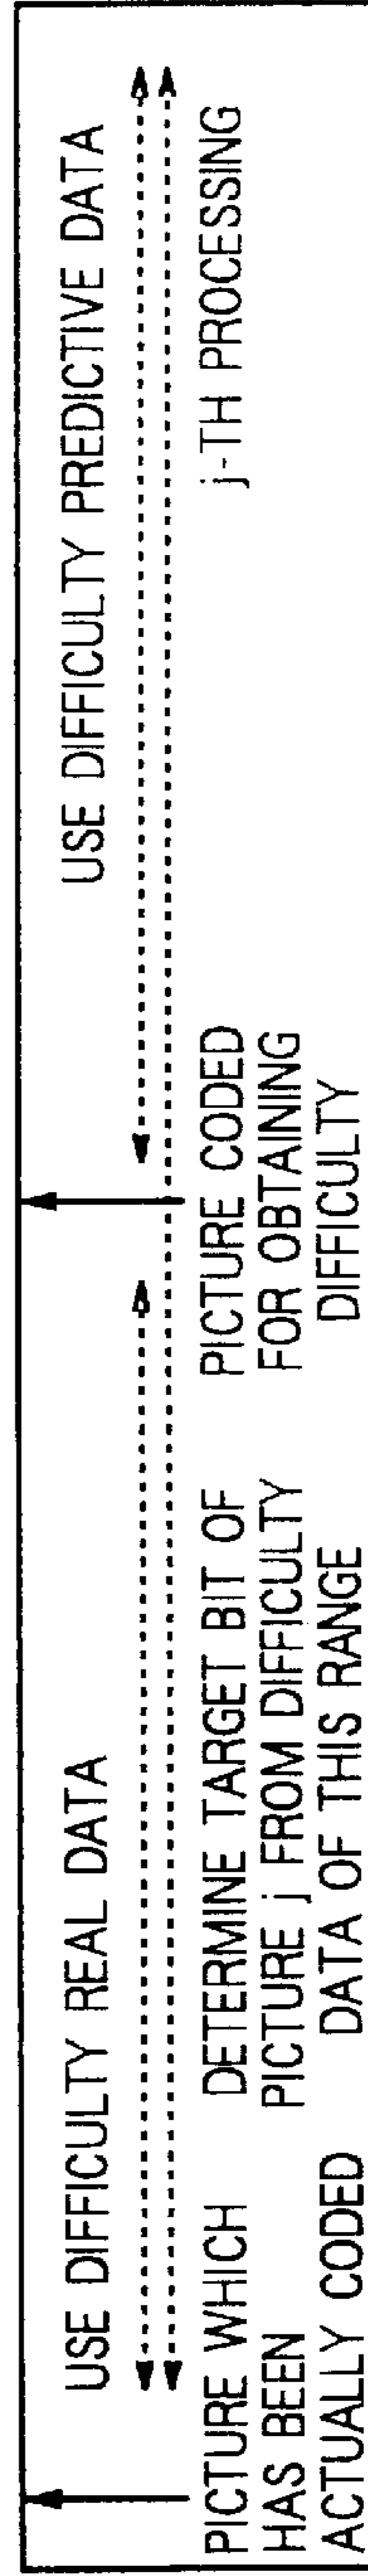 USE DIFFICULTY REAL DATA
USE DIFFICULTY PREDICTIVE DATA
PICTURE WHICH
HAS BEEN
ACTUALLY CODED
DETERMINE TARGET BIT OF
PICTURE j FROM DIFFICULTY
DATA OF THIS RANGE
PICTURE CODED
FOR OBTAINING
DIFFICULTY
j-TH PROCESSING